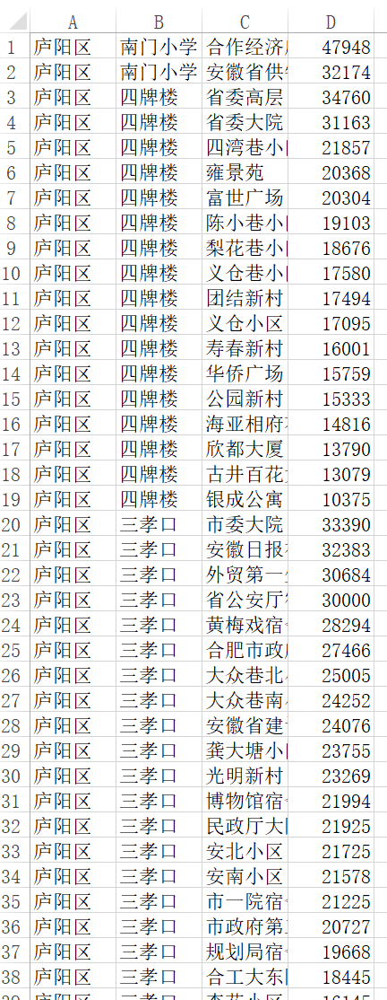 A B C D
1 庐阳区 南门小学 合作经济 47948
2 庐阳区 南门小学 安徽省供 32174
3 庐阳区 四牌楼 省委高层 34760
4 庐阳区 四牌楼 省委大院 31163
5 庐阳区 四牌楼 四湾巷小 21857
6 庐阳区 四牌楼 雍景苑 20368
7 庐阳区 四牌楼 富世广场 20304
8 庐阳区 四牌楼 陈小巷小 19103
9 庐阳区 四牌楼 梨花巷小 18676
10 庐阳区 四牌楼 义仓巷小 17580
11 庐阳区 四牌楼 团结新村 17494
12 庐阳区 四牌楼 义仓小区 17095
13 庐阳区 四牌楼 寿春新村 16001
14 庐阳区 四牌楼 华侨广场 15759
15 庐阳区 四牌楼 公园新村 15333
16 庐阳区 四牌楼 海亚相府 14816
17 庐阳区 四牌楼 欣都大厦 13790
18 庐阳区 四牌楼 古井百花 13079
19 庐阳区 四牌楼 银成公寓 10375
20 庐阳区 三孝口 市委大院 33390
21 庐阳区 三孝口 安徽日报 32383
22 庐阳区 三孝口 外贸第一 30684
23 庐阳区 三孝口 省公安厅 30000
24 庐阳区 三孝口 黄梅戏宿 28294
25 庐阳区 三孝口 合肥市政 27466
26 庐阳区 三孝口 大众巷北 25005
27 庐阳区 三孝口 大众巷南 24252
28 庐阳区 三孝口 安徽省建 24076
29 庐阳区 三孝口 龚大塘小 23755
30 庐阳区 三孝口 光明新村 23269
31 庐阳区 三孝口 博物馆宿 21994
32 庐阳区 三孝口 民政厅大 21925
33 庐阳区 三孝口 安北小区 21725
34 庐阳区 三孝口 安南小区 21578
35 庐阳区 三孝口 市一院宿 21225
36 庐阳区 三孝口 市政府第 20727
37 庐阳区 三孝口 规划局宿 19668
38 庐阳区 三孝口 合工大东 18445